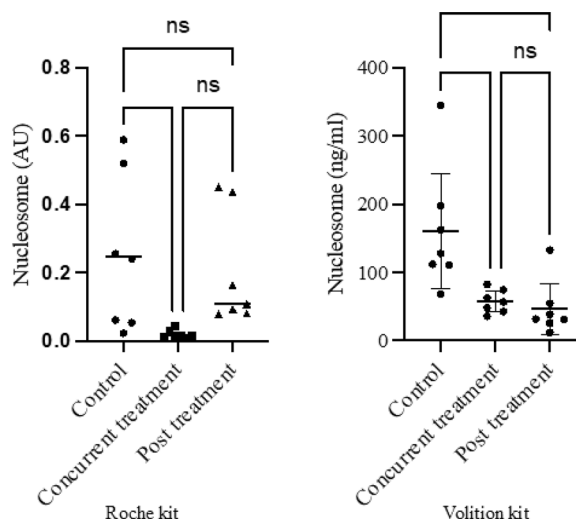 ns
ns
0.8
0.6
0.4
0.2
0.0
Nucleosome (AU)
Control
Concurrent treatment
Post treatment
Roche kit
ns
400
300
200
100
0
Nucleosome (ng/ml)
Control
Concurrent treatment
Post treatment
Volition kit